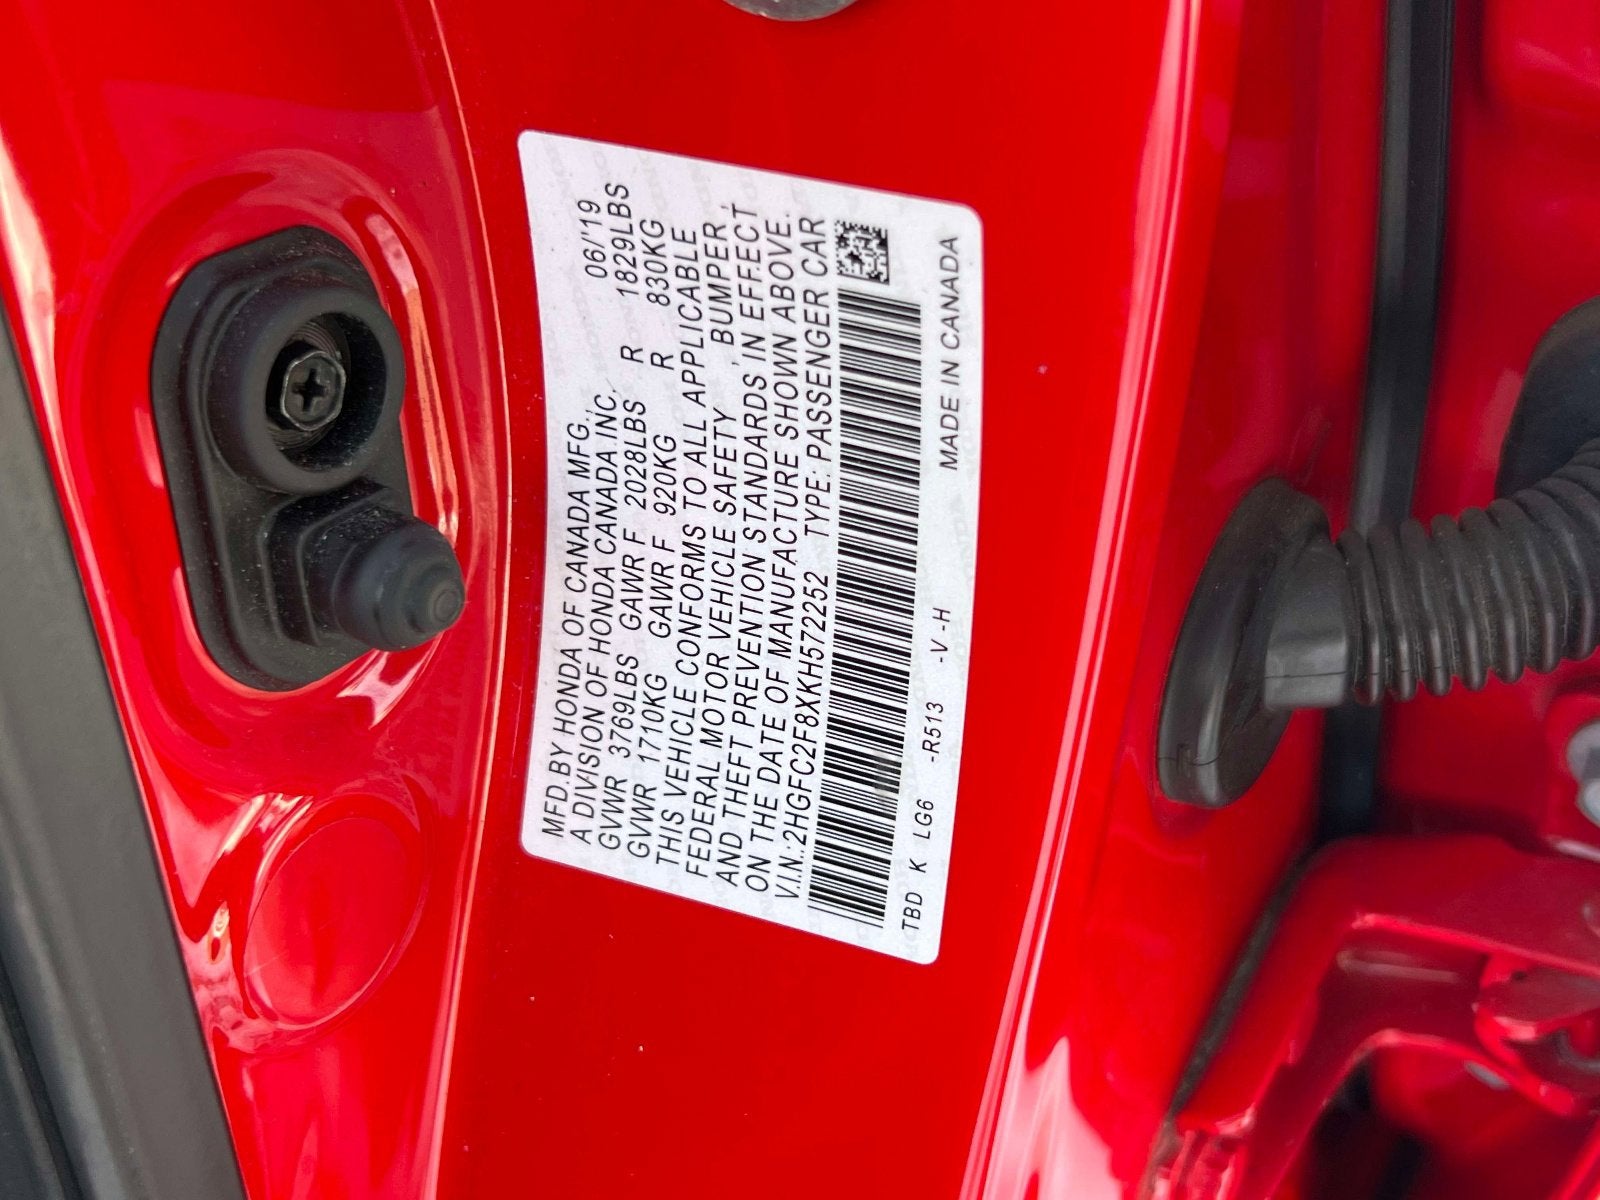 MFD.BY HONDA OF CANADA MFG., 06/'19
A DIVISION OF HONDA CANADA INC.
GVWR 3769LBS GAWR F 2028LBS R 1829LBS
GVWR 1710KG GAWR F 920KG R 830KG
THIS VEHICLE CONFORMS TO ALL APPLICABLE
FEDERAL MOTOR VEHICLE SAFETY , BUMPER ,
AND THEFT PREVENTION STANDARDS IN EFFECT
ON THE DATE OF MANUFACTURE SHOWN ABOVE.
V.I.N.:2HGFC2F8XKH572252 TYPE: PASSENGER CAR
TBD K LG6 -R513 -V -H MADE IN CANADA